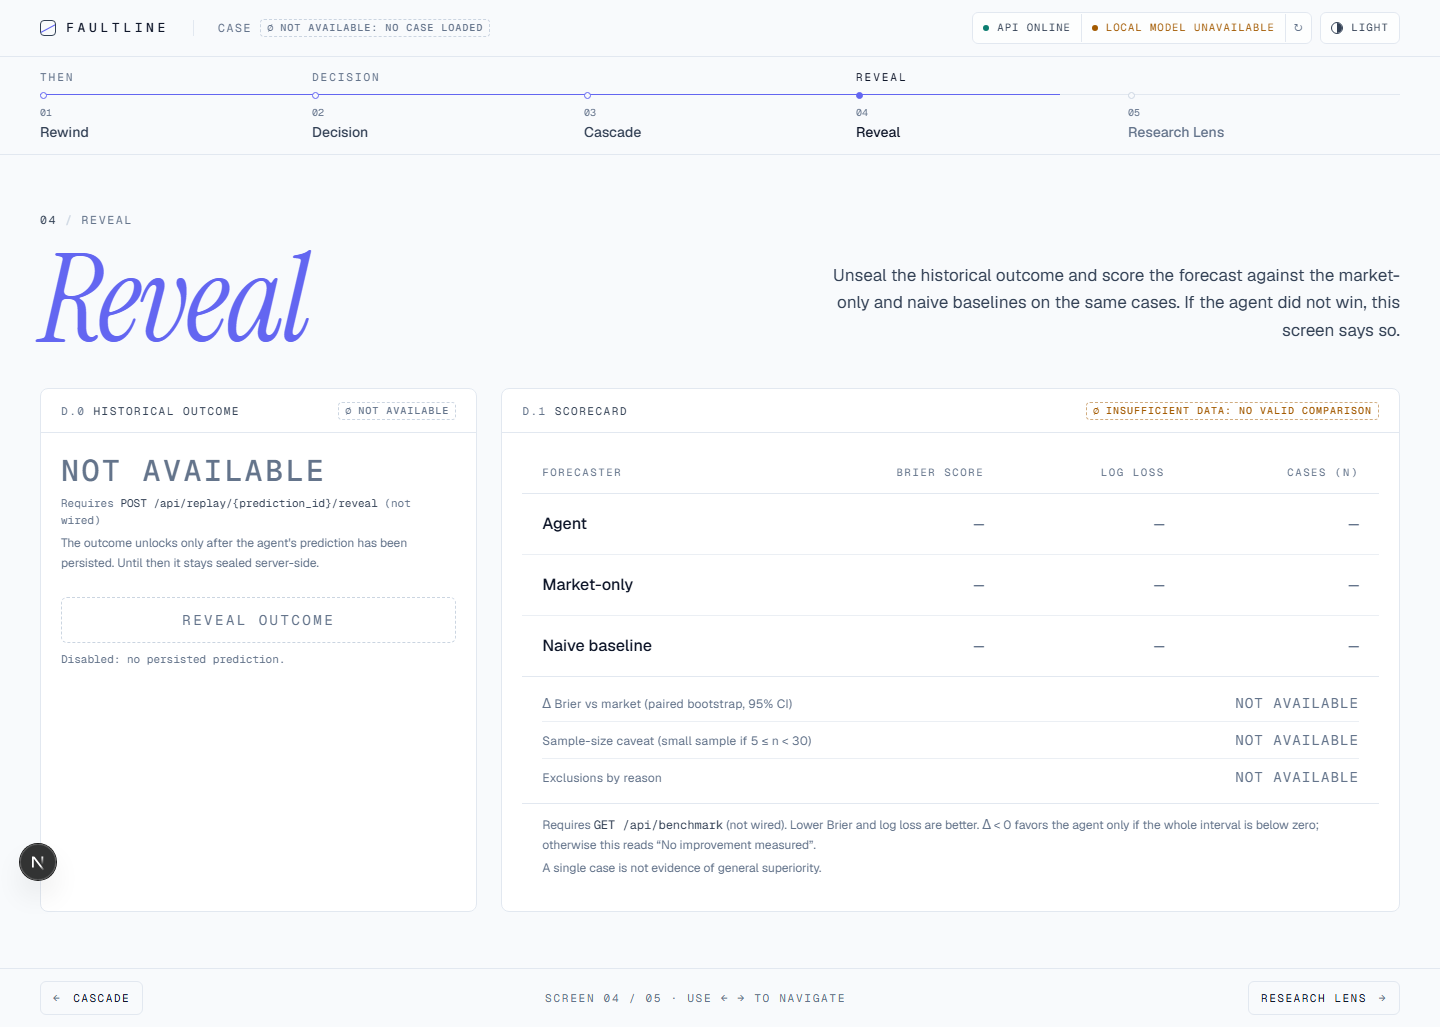 FAULTLINE
CASE Ø NOT AVAILABLE: NO CASE LOADED
API ONLINE
LOCAL MODEL UNAVAILABLE
↻
LIGHT
THEN
DECISION
REVEAL
01
02
03
04
05
Rewind
Decision
Cascade
Reveal
Research Lens
04 / REVEAL
Reveal
Unseal the historical outcome and score the forecast against the market-
only and naive baselines on the same cases. If the agent did not win, this
screen says so.
D.0 HISTORICAL OUTCOME
Ø NOT AVAILABLE
NOT AVAILABLE
Requires POST /api/replay/{prediction_id}/reveal (not
wired)
The outcome unlocks only after the agent's prediction has been
persisted. Until then it stays sealed server-side.
REVEAL OUTCOME
Disabled: no persisted prediction.
D.1 SCORECARD
Ø INSUFFICIENT DATA: NO VALID COMPARISON
FORECASTER BRIER SCORE LOG LOSS CASES (N)
Agent — — —
Market-only — — —
Naive baseline — — —
Δ Brier vs market (paired bootstrap, 95% CI) NOT AVAILABLE
Sample-size caveat (small sample if 5 ≤ n < 30) NOT AVAILABLE
Exclusions by reason NOT AVAILABLE
Requires GET /api/benchmark (not wired). Lower Brier and log loss are better. Δ < 0 favors the agent only if the whole interval is below zero;
otherwise this reads “No improvement measured”.
A single case is not evidence of general superiority.
N
← CASCADE
SCREEN 04 / 05 · USE ← → TO NAVIGATE
RESEARCH LENS →